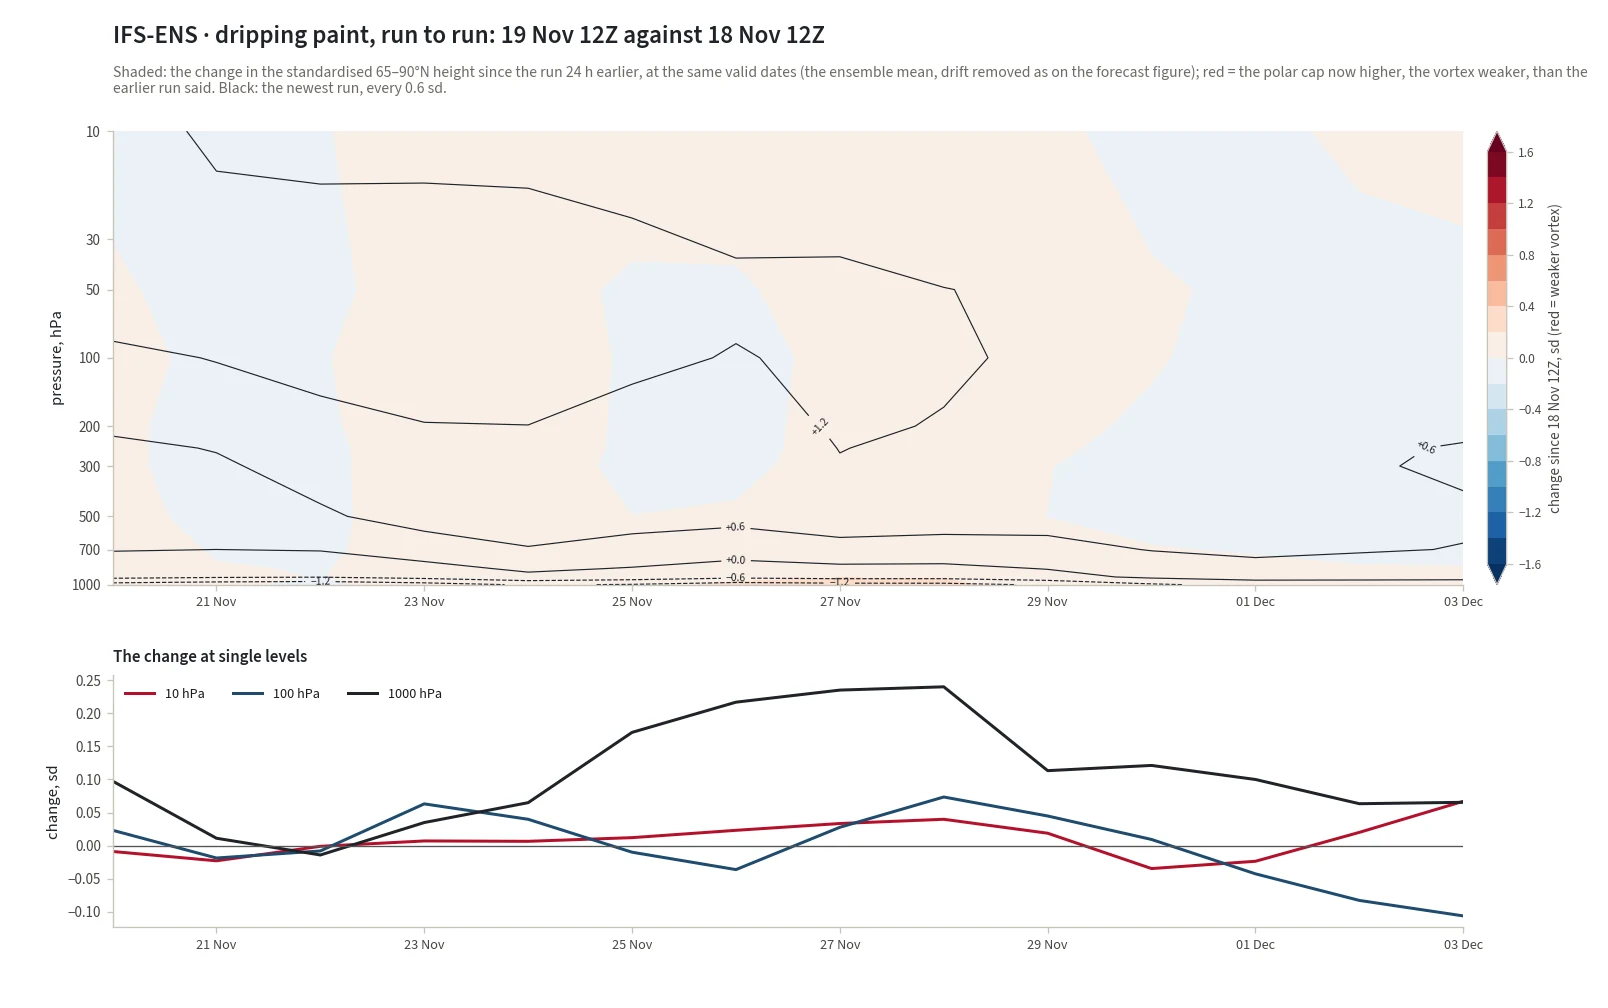 IFS-ENS · dripping paint, run to run: 19 Nov 12Z against 18 Nov 12Z
Shaded: the change in the standardised 65–90°N height since the run 24 h earlier, at the same valid dates (the ensemble mean, drift removed as on the forecast figure); red = the polar cap now higher, the vortex weaker, than the
earlier run said. Black: the newest run, every 0.6 sd.
pressure, hPa
10
30
50
100
200
300
500
700
1000
+1.2
+0.6
+0.6
+0.0
−0.6
−1.2
−1.2
21 Nov
23 Nov
25 Nov
27 Nov
29 Nov
01 Dec
03 Dec
1.6
1.2
0.8
0.4
0.0
−0.4
−0.8
−1.2
−1.6
change since 18 Nov 12Z, sd (red = weaker vortex)
The change at single levels
10 hPa
100 hPa
1000 hPa
change, sd
0.25
0.20
0.15
0.10
0.05
0.00
−0.05
−0.10
21 Nov
23 Nov
25 Nov
27 Nov
29 Nov
01 Dec
03 Dec